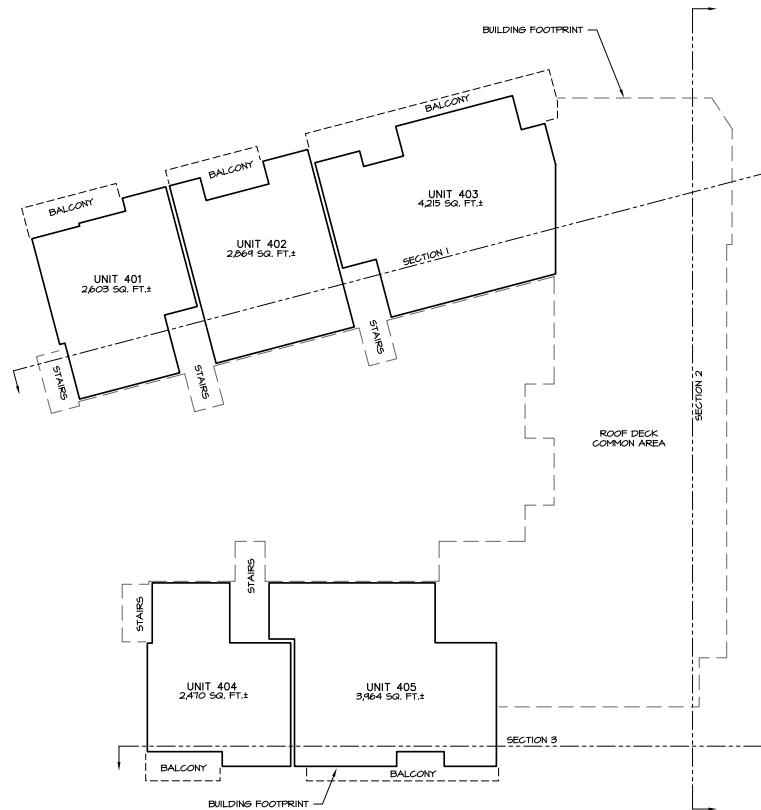 BUILDING FOOTPRINT
BALCONY
BALCONY
BALCONY
UNIT 403
4,215 SQ. FT.±
UNIT 402
2,869 SQ. FT.±
UNIT 401
2,603 SQ. FT.±
SECTION 1
STAIRS
STAIRS
STAIRS
SECTION 2
ROOF DECK
COMMON AREA
STAIRS
STAIRS
UNIT 404
2,470 SQ. FT.±
UNIT 405
3,964 SQ. FT.±
SECTION 3
BALCONY
BALCONY
BUILDING FOOTPRINT